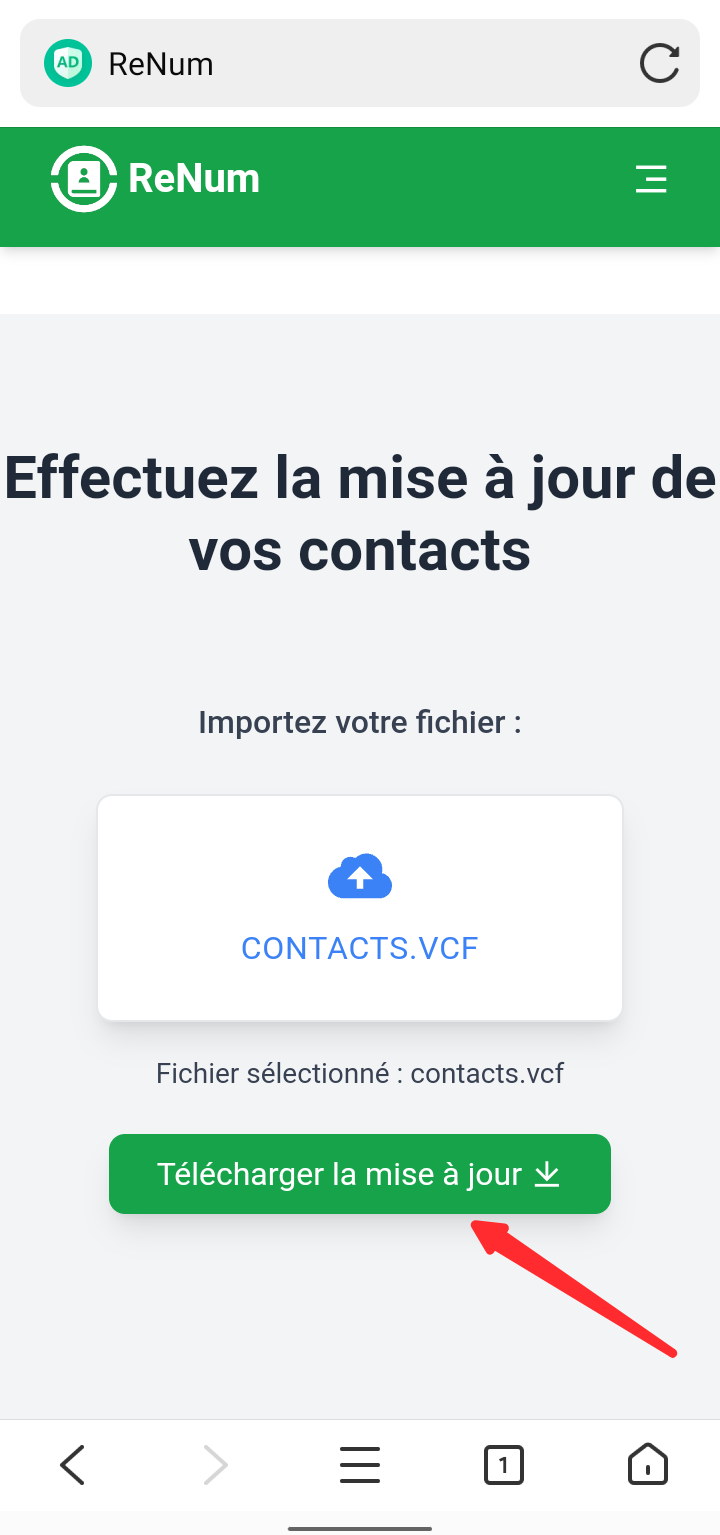 AD
ReNum
ReNum
Effectuez la mise à jour de
vos contacts
Importez votre fichier :
CONTACTS.VCF
Fichier sélectionné : contacts.vcf
Télécharger la mise à jour
1